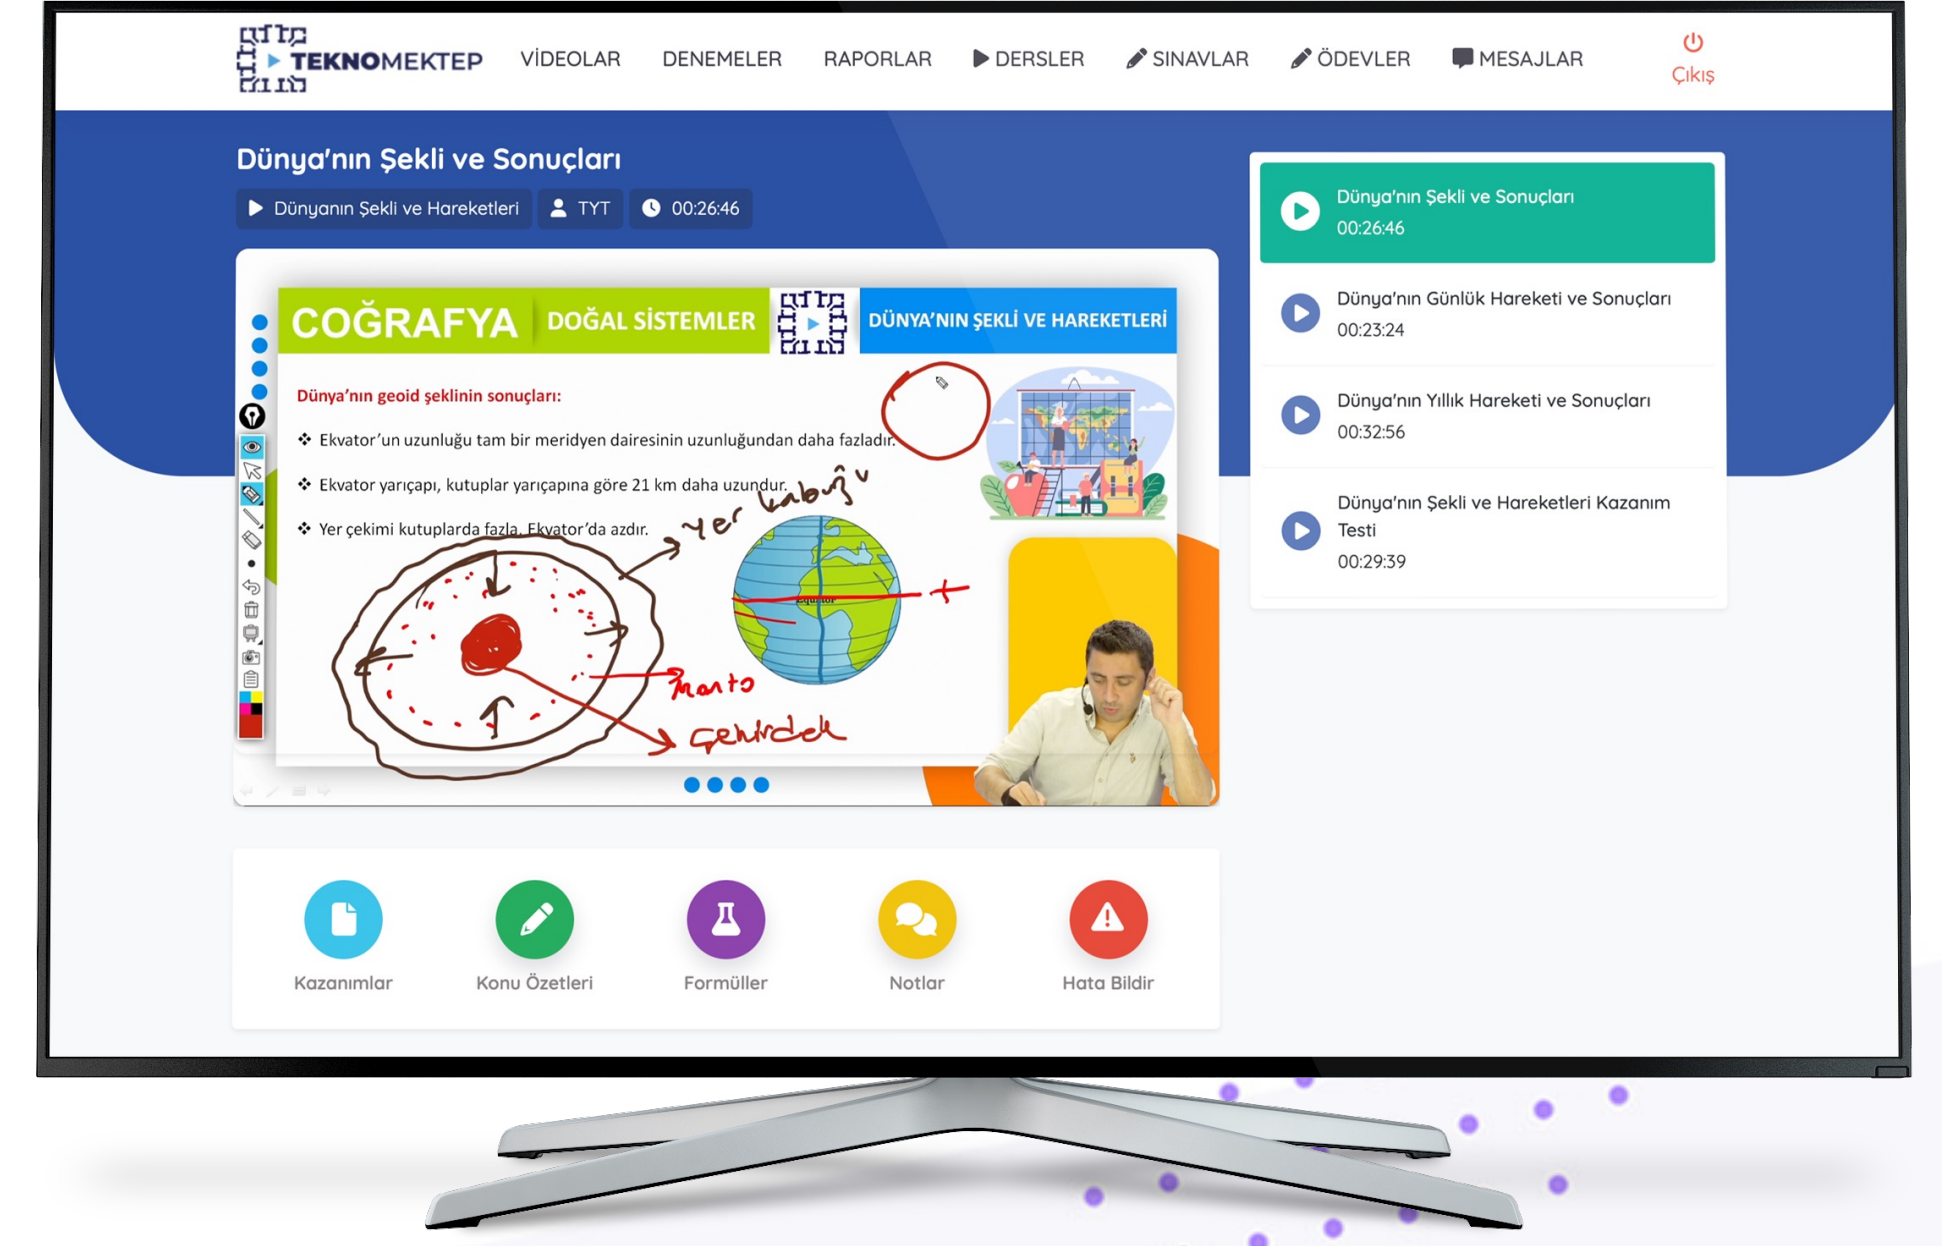 TEKNOMEKTEP
VİDEOLAR
DENEMELER
RAPORLAR
DERSLER
SINAVLAR
ÖDEVLER
MESAJLAR
Çıkış
Dünya'nın Şekli ve Sonuçları
Dünyanın Şekli ve Hareketleri
TYT
00:26:46
COĞRAFYA
DOĞAL SİSTEMLER
DÜNYA'NIN ŞEKLİ VE HAREKETLERİ
Dünya'nın geoid şeklinin sonuçları:
❖ Ekvator'un uzunluğu tam bir meridyen dairesinin uzunluğundan daha fazladır.
❖ Ekvator yarıçapı, kutuplar yarıçapına göre 21 km daha uzundur.
❖ Yer çekimi kutuplarda fazla, Ekvator'da azdır.
Yer kabuğu
Equator
Manto
Çekirdek
Dünya'nın Şekli ve Sonuçları
00:26:46
Dünya'nın Günlük Hareketi ve Sonuçları
00:23:24
Dünya'nın Yıllık Hareketi ve Sonuçları
00:32:56
Dünya'nın Şekli ve Hareketleri Kazanım
Testi
00:29:39
Kazanımlar
Konu Özetleri
Formüller
Notlar
Hata Bildir